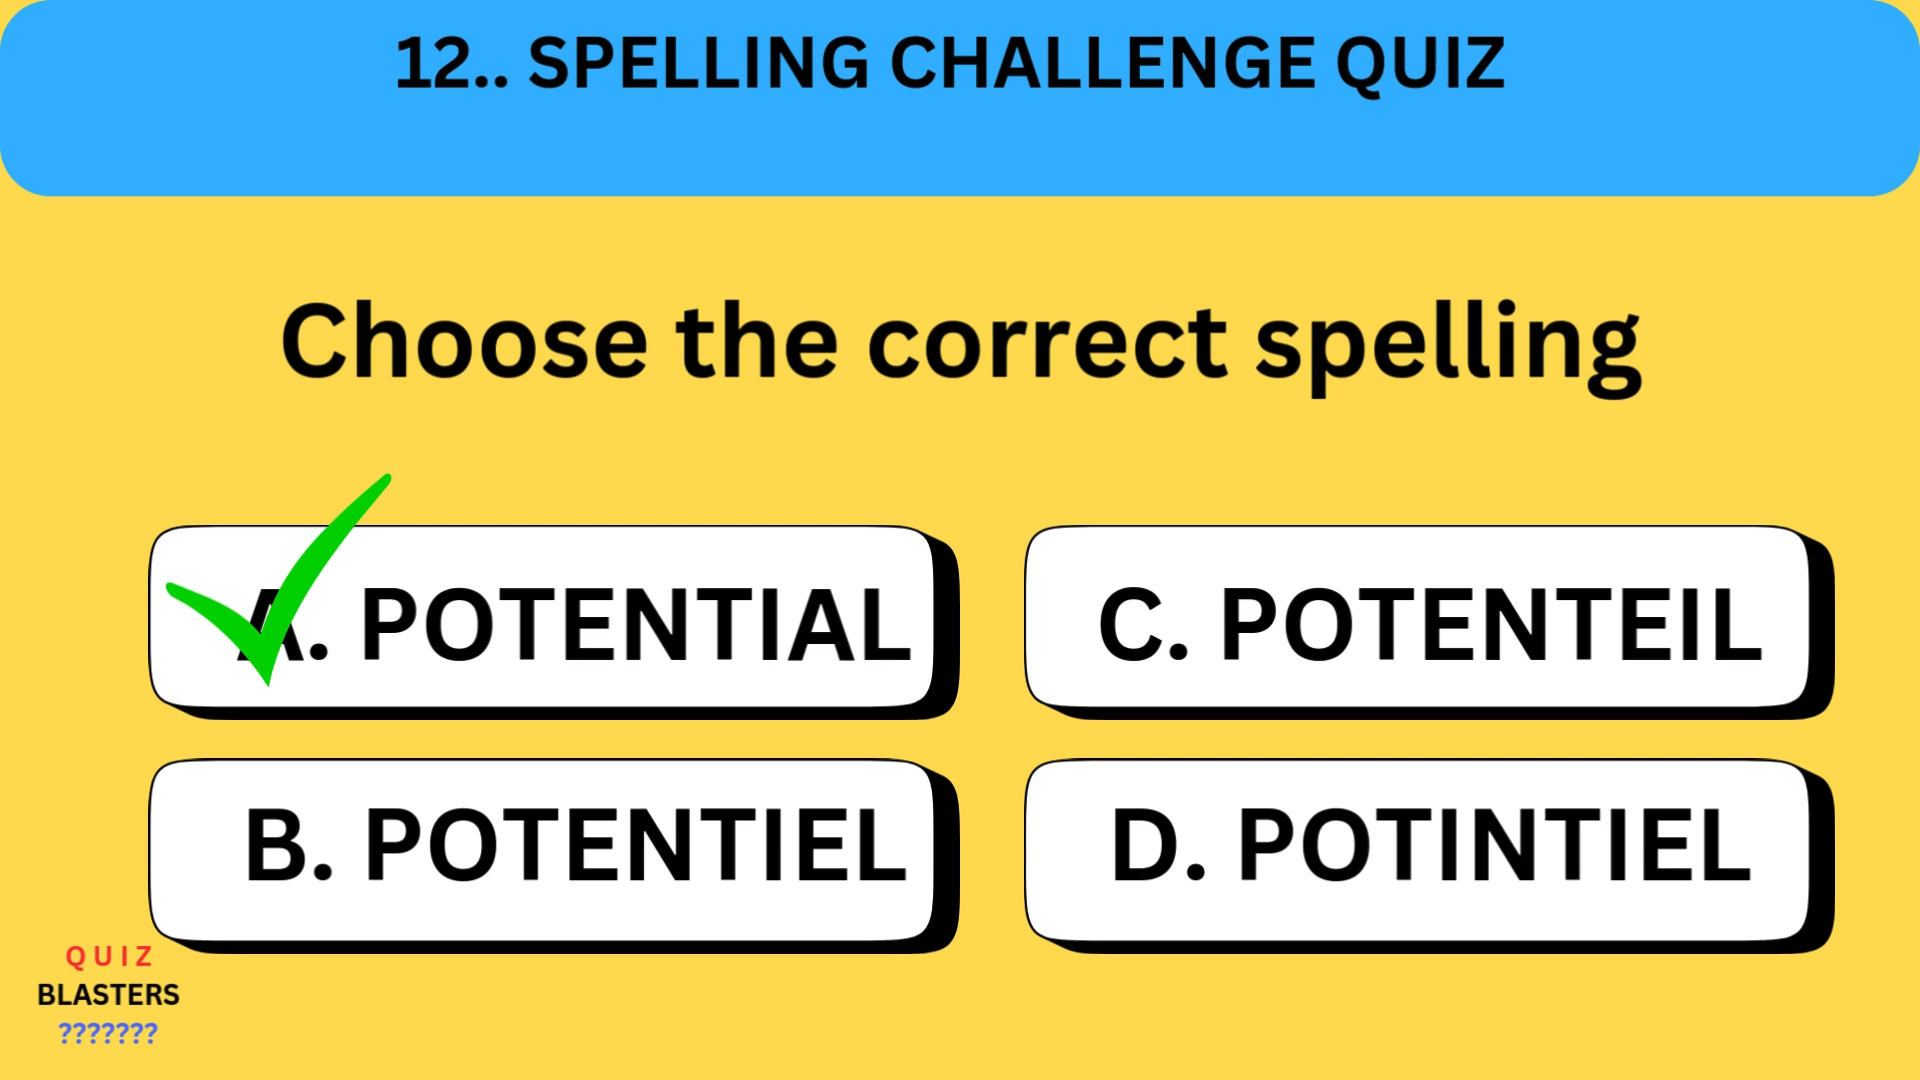 12.. SPELLING CHALLENGE QUIZ
Choose the correct spelling
A. POTENTIAL
C. POTENTEIL
B. POTENTIEL
D. POTINTIEL
QUIZ
BLASTERS
???????